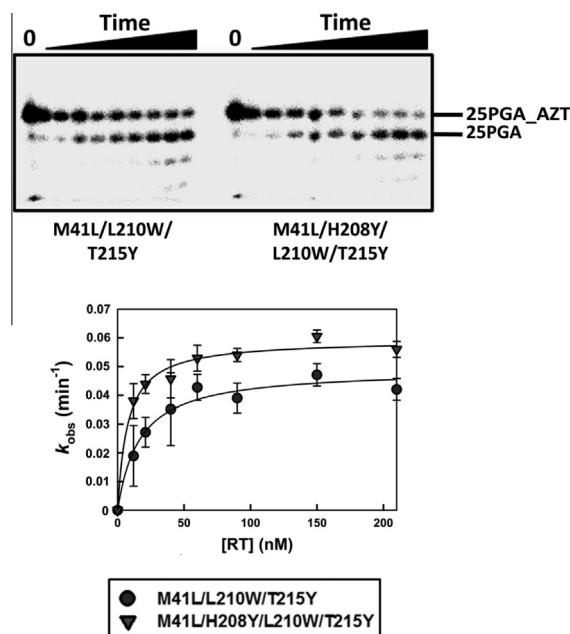 Time
Time
0
0
25PGA_AZT
25PGA
M41L/L210W/
T215Y
M41L/H208Y/
L210W/T215Y
0.07
0.06
0.05
0.04
0.03
0.02
0.01
0
kobs (min⁻¹)
0 50 100 150 200
[RT] (nM)
M41L/L210W/T215Y
M41L/H208Y/L210W/T215Y